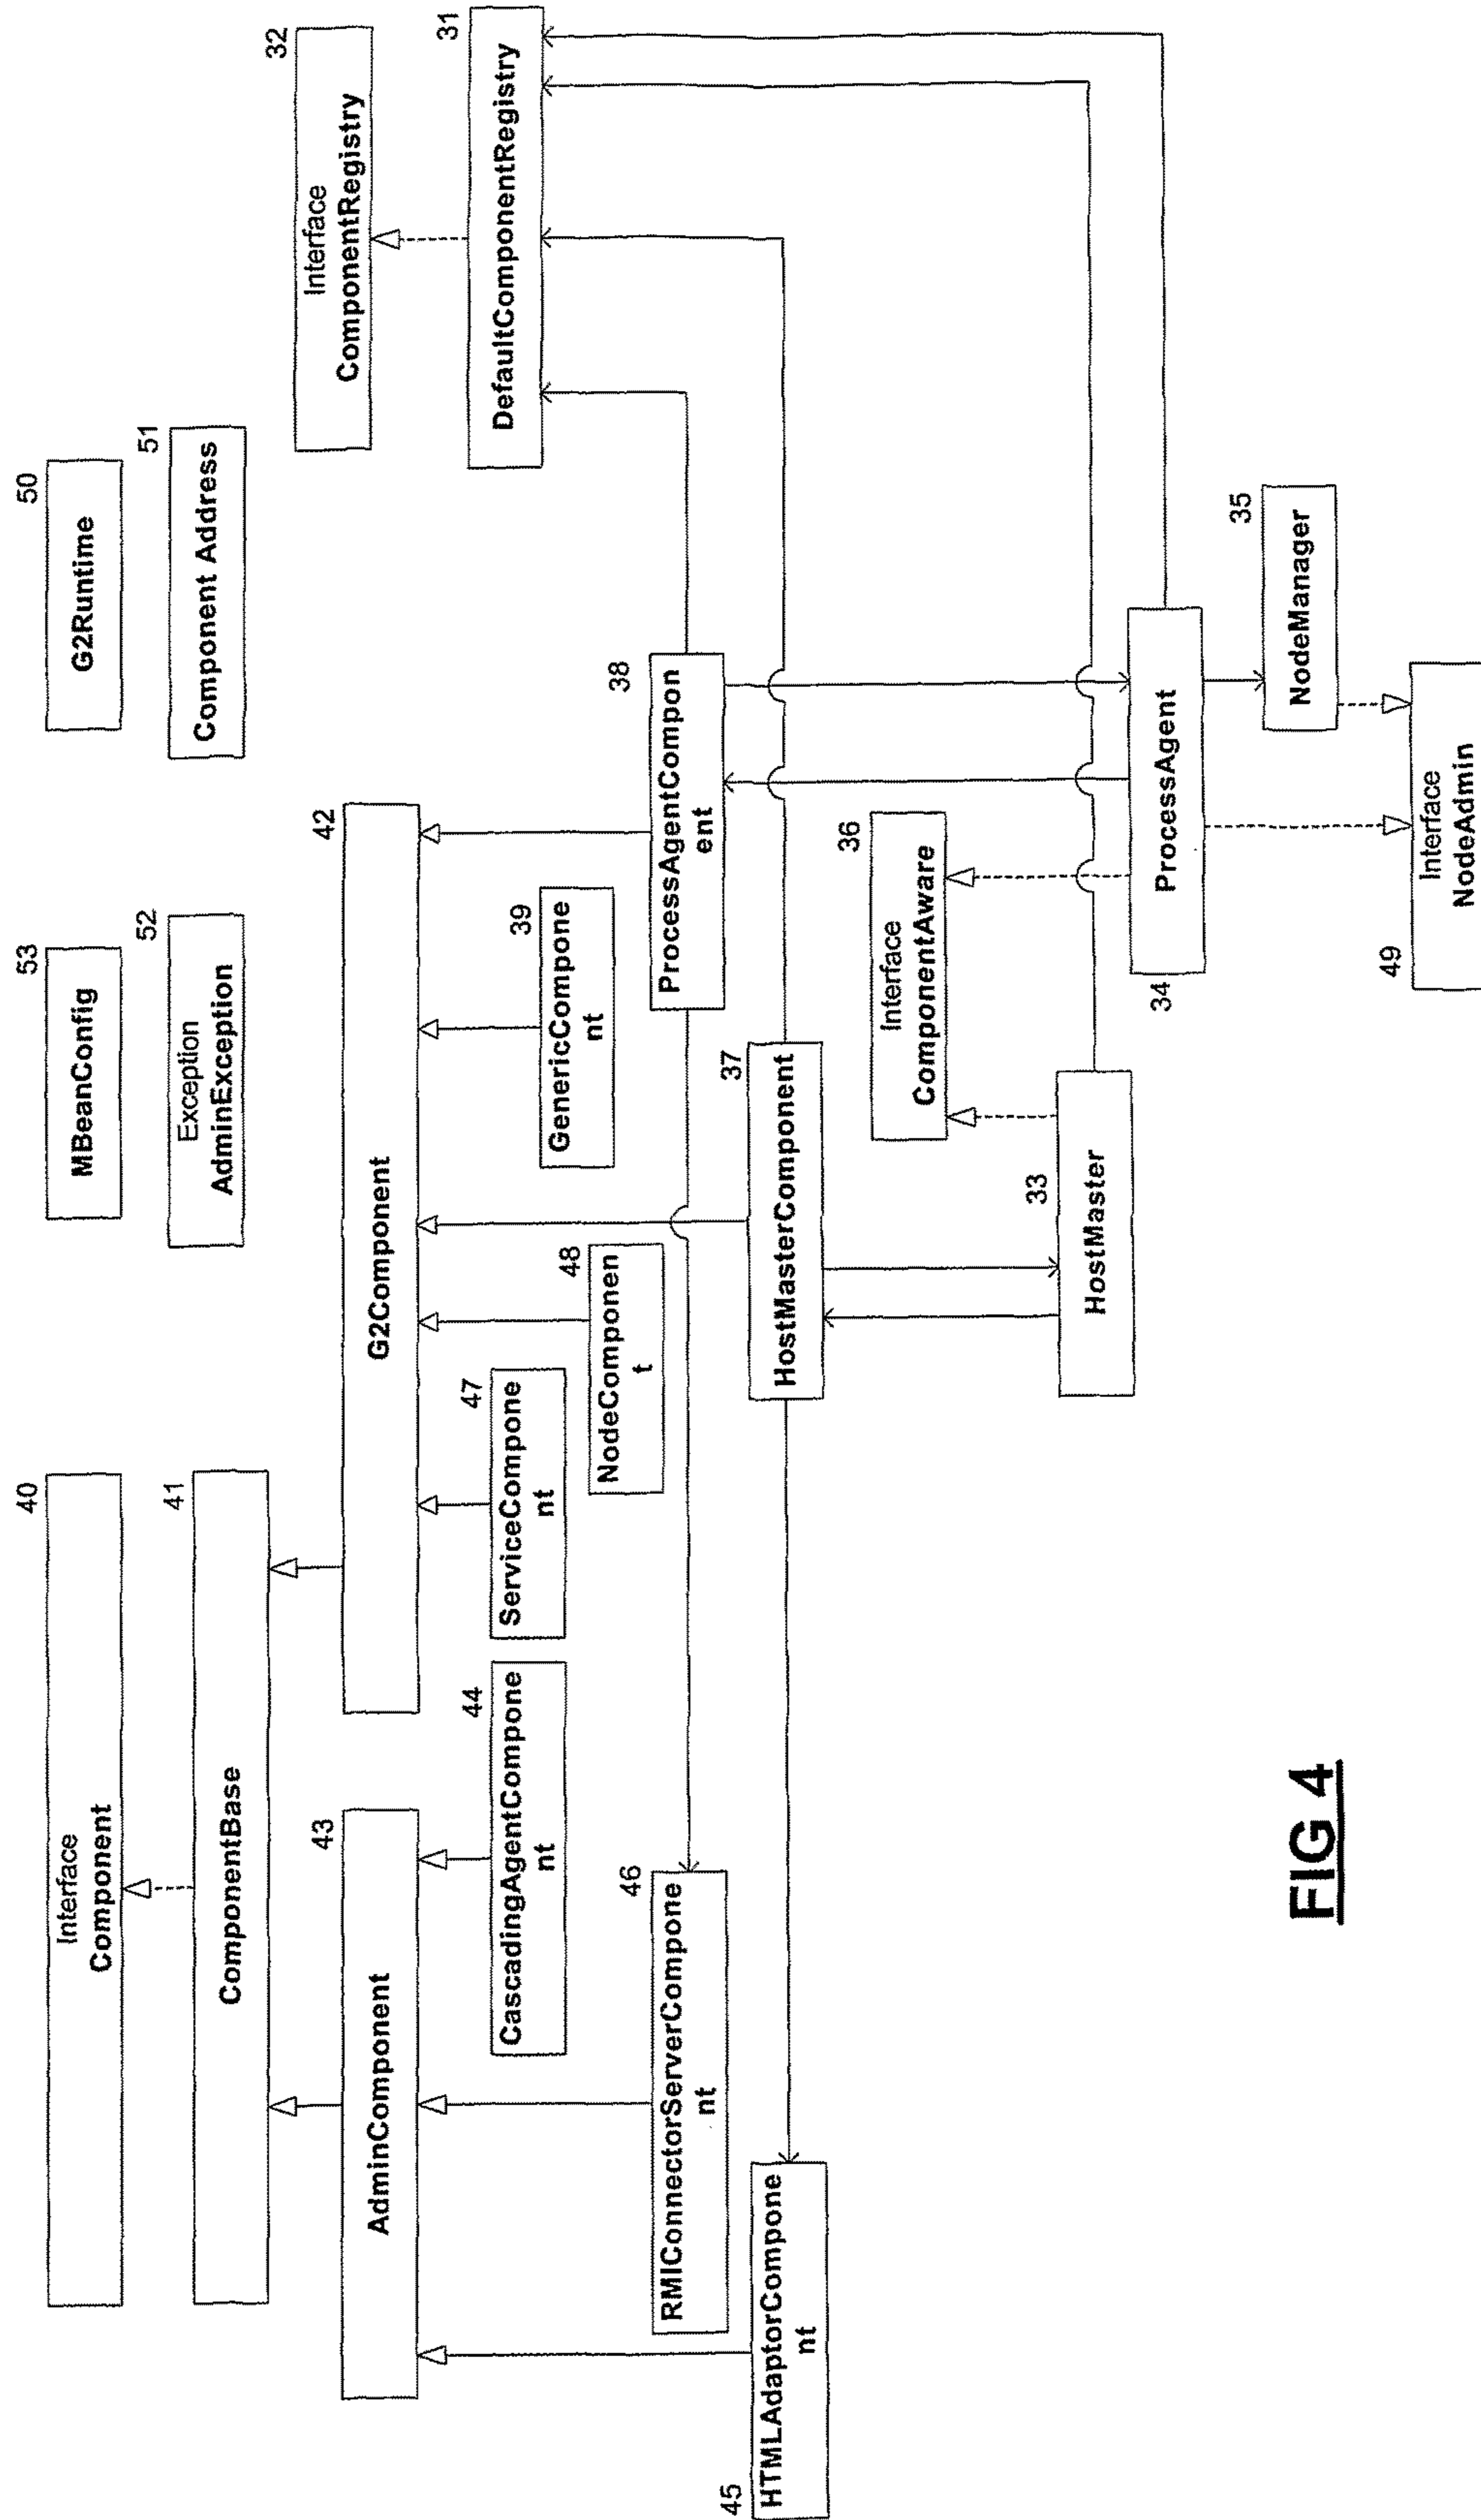 40
Interface
Component
53
MBeanConfig
50
G2Runtime
41
ComponentBase
52
Exception
AdminException
51
Component Address
32
Interface
ComponentRegistry
43
AdminComponent
42
G2Component
31
DefaultComponentRegistry
44
CascadingAgentCompone
nt
47
ServiceCompone
nt
39
GenericCompone
nt
48
NodeComponen
t
46
RMIConnectorServerCompone
nt
38
ProcessAgentCompon
ent
45
HTMLAdaptorCompone
nt
37
HostMasterComponent
36
Interface
ComponentAware
33
HostMaster
34
ProcessAgent
35
NodeManager
49
Interface
NodeAdmin
FIG 4